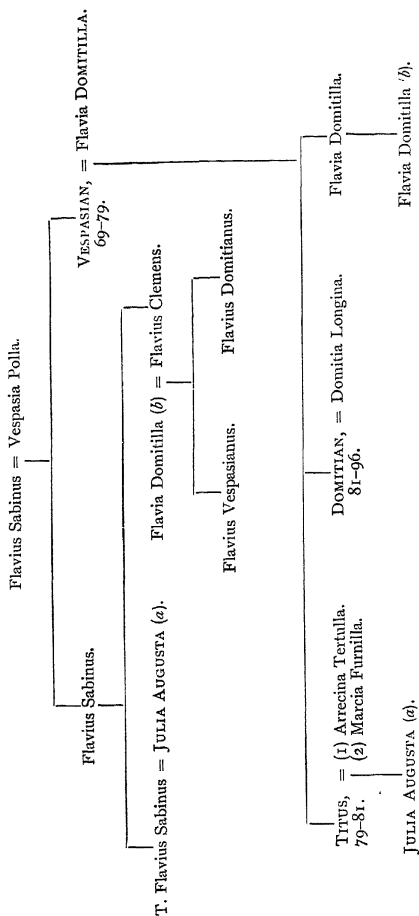 Flavius Sabinus = Vespasia Polla.
Flavius Sabinus.
VESPASIAN, = Flavia DOMITILLA.
69–79.
T. Flavius Sabinus = JULIA AUGUSTA (a).
Flavia Domitilla (b) = Flavius Clemens.
Flavius Vespasianus.
Flavius Domitianus.
TITUS, = (1) Arrecina Tertulla.
79–81. (2) Marcia Furnilla.
DOMITIAN, = Domitia Longina.
81–96.
Flavia Domitilla.
JULIA AUGUSTA (a).
Flavia Domitilla (b).